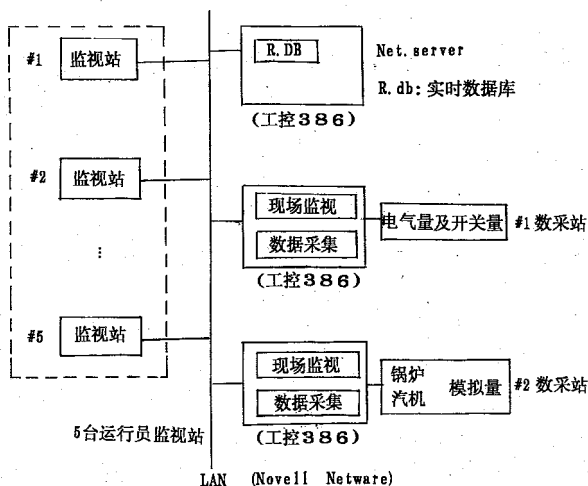 #1 监视站
#2 监视站
⋮
#5 监视站
5台运行员监视站
R.DB
Net.server
R.db:实时数据库
(工控386)
现场监视
数据采集
(工控386)
电气量及开关量
#1数采站
现场监视
数据采集
(工控386)
锅炉
汽机
模拟量
#2数采站
LAN (Novell Netware)